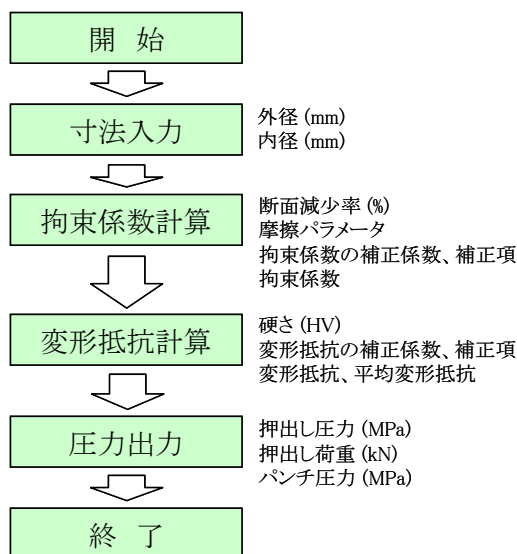 開 始
寸法入力
外径 (mm)
内径 (mm)
拘束係数計算
断面減少率 (%)
摩擦パラメータ
拘束係数の補正係数、補正項
拘束係数
変形抵抗計算
硬さ (HV)
変形抵抗の補正係数、補正項
変形抵抗、平均変形抵抗
圧力出力
押出し圧力 (MPa)
押出し荷重 (kN)
パンチ圧力 (MPa)
終 了